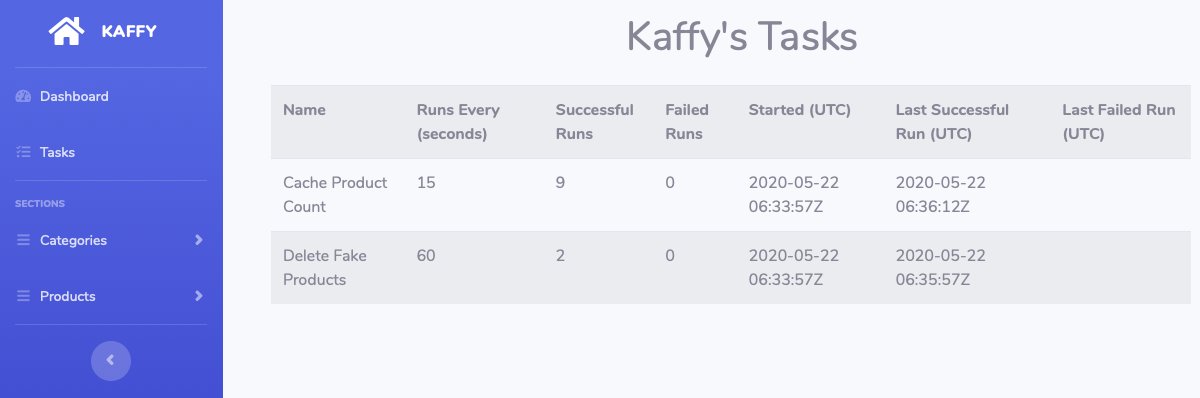 KAFFY
Dashboard
Tasks
SECTIONS
Categories
Products
Kaffy's Tasks
Name Runs Every (seconds) Successful Runs Failed Runs Started (UTC) Last Successful Run (UTC) Last Failed Run (UTC)
Cache Product Count 15 9 0 2020-05-22 06:33:57Z 2020-05-22 06:36:12Z
Delete Fake Products 60 2 0 2020-05-22 06:33:57Z 2020-05-22 06:35:57Z